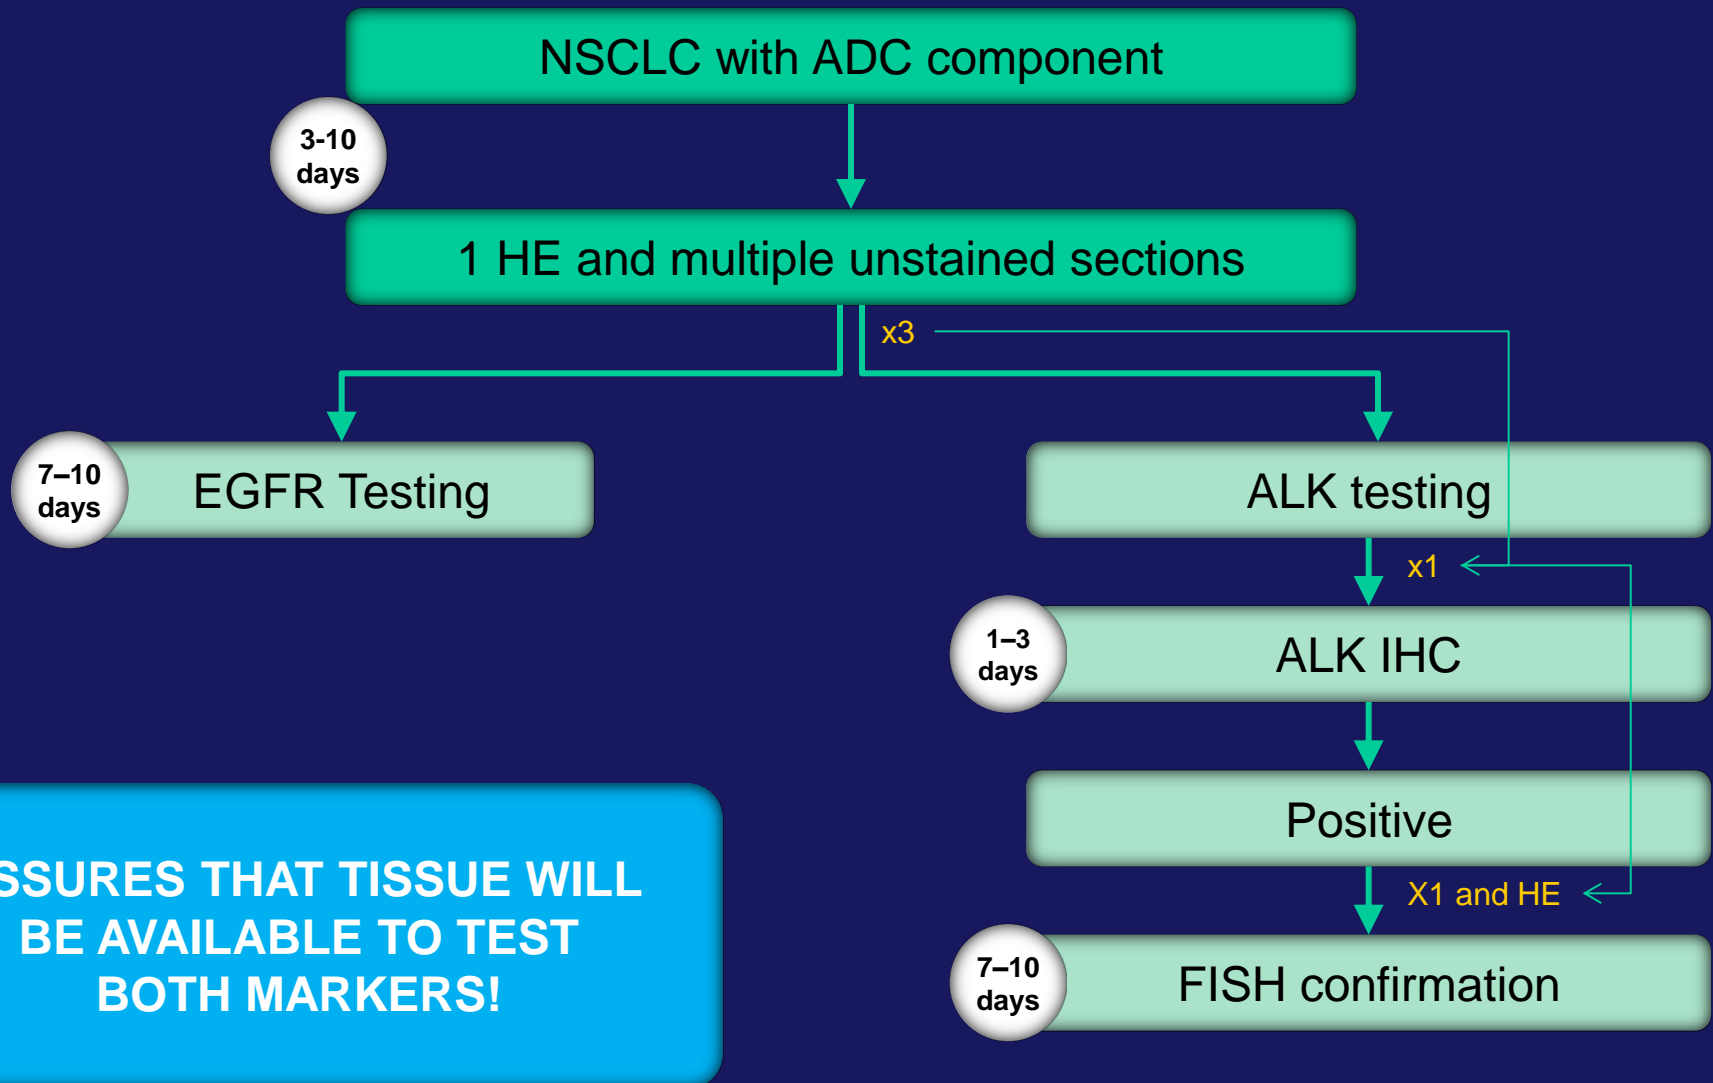 NSCLC with ADC component
3-10
days
1 HE and multiple unstained sections
x3
7–10
days
EGFR Testing
ALK testing
x1
1–3
days
ALK IHC
Positive
X1 and HE
7–10
days
FISH confirmation
SSURES THAT TISSUE WILL
BE AVAILABLE TO TEST
BOTH MARKERS!